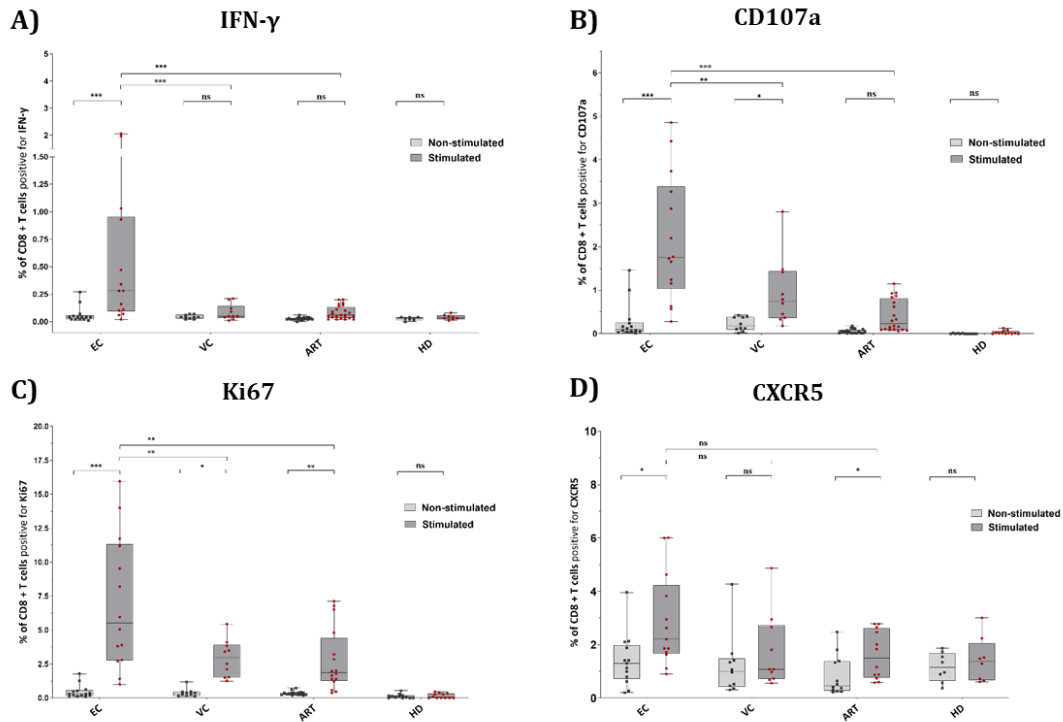 A)
IFN-γ
% of CD8 + T cells positive for IFN-γ
5
4
3
2
1.50
1.25
1.00
0.75
0.50
0.25
0.00
***
***
***
ns
ns
ns
Non-stimulated
Stimulated
EC
VC
ART
HD
B)
CD107a
% of CD8 + T cells positive for CD107a
6
5
4
3
2
1
0
***
**
***
*
ns
ns
Non-stimulated
Stimulated
EC
VC
ART
HD
C)
Ki67
% of CD8 + T cells positive for Ki67
20.0
17.5
15.0
12.5
10.0
7.5
5.0
2.5
0.0
**
**
***
*
**
ns
Non-stimulated
Stimulated
EC
VC
ART
HD
D)
CXCR5
% of CD8 + T cells positive for CXCR5
10
8
6
4
2
0
ns
ns
*
ns
*
ns
Non-stimulated
Stimulated
EC
VC
ART
HD